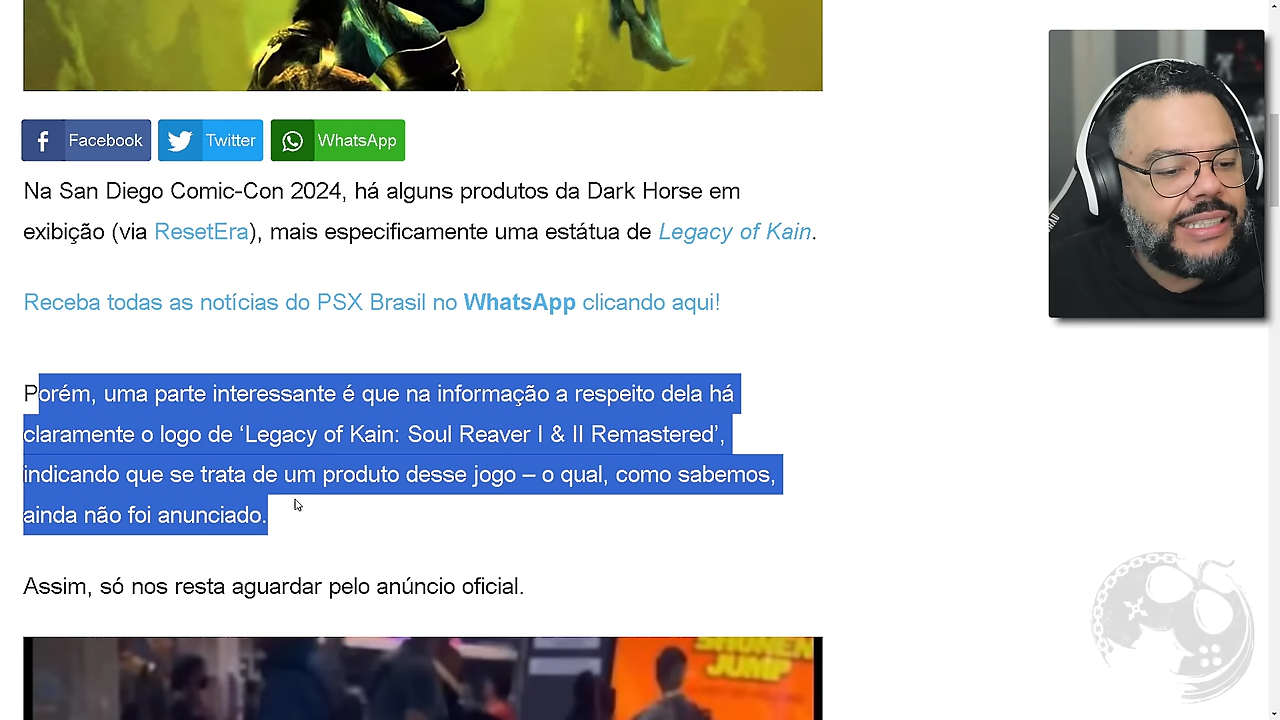 Facebook Twitter WhatsApp
Na San Diego Comic-Con 2024, há alguns produtos da Dark Horse em
exibição (via ResetEra), mais especificamente uma estátua de Legacy of Kain.
Receba todas as notícias do PSX Brasil no WhatsApp clicando aqui!
Porém, uma parte interessante é que na informação a respeito dela há
claramente o logo de ‘Legacy of Kain: Soul Reaver I & II Remastered’,
indicando que se trata de um produto desse jogo – o qual, como sabemos,
ainda não foi anunciado.
Assim, só nos resta aguardar pelo anúncio oficial.
SHONEN
JUMP